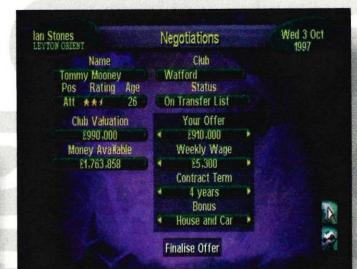 Ian Stones
LEYTON ORIENT
Negotiations
Wed 3 Oct
1997
Name
Tommy Mooney
Pos Rating Age
Att 26
Club
Watford
Status
On Transfer List
Club Valuation
£990.000
Money Available
£1,763.858
Your Offer
£910.000
Weekly Wage
£5.300
Contract Term
4 years
Bonus
House and Car
Finalise Offer